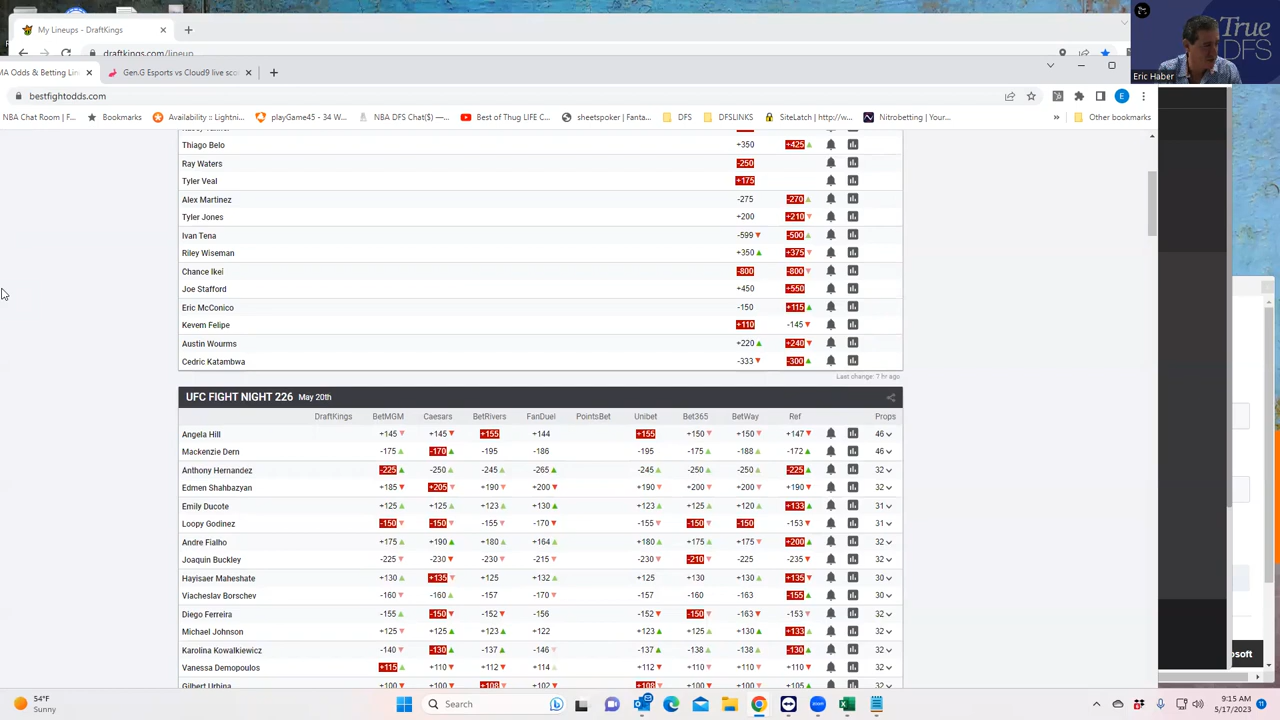 My Lineups - DraftKings
draftkings.com/lineup
True
DFS
Eric Haber
MA Odds & Betting Lin
Gen.G Esports vs Cloud9 live sco
bestfightodds.com
NBA Chat Room ( F...
Bookmarks
Availability :: Lightni...
playGame45 - 34 W...
NBA DFS Chat($) -...
Best of Thug LIFE -...
sheetspoker | Fanta...
DFS
DFSLINKS
SiteLatch (http://w...
Nitrobetting | Your...
Other bookmarks
Thiago Belo +350 +425
Ray Waters -250
Tyler Veal +175
Alex Martinez -275 -270
Tyler Jones +200 +210
Ivan Tena -599 -500
Riley Wiseman +350 +375
Chance Ikei -800 -800
Joe Stafford +450 +550
Eric McConico -150 +115
Kevem Felipe +110 -145
Austin Wourms +220 +240
Cedric Katambwa -333 -300
Last change: 7 hr ago
UFC FIGHT NIGHT 226 May 20th
DraftKings BetMGM Caesars BetRivers FanDuel PointsBet Unibet Bet365 BetWay Ref Props
Angela Hill +145 +145 +155 +144 +155 +150 +150 +147 46
Mackenzie Dern -175 -170 -195 -186 -195 -175 -188 -172 46
Anthony Hernandez -225 -250 -245 -265 -245 -250 -250 -225 32
Edmen Shahbazyan +185 +205 +190 +200 +190 +200 +200 +190 32
Emily Ducote +125 +125 +123 +130 +123 +125 +120 +133 31
Loopy Godinez -150 -150 -155 -170 -155 -150 -150 -153 31
Andre Fialho +175 +190 +180 +164 +180 +175 +175 +200 32
Joaquin Buckley -225 -230 -230 -215 -230 -210 -225 -235 32
Hayisaer Maheshate +130 +135 +125 +132 +125 +130 +130 +135 30
Viacheslav Borschev -160 -160 -157 -170 -157 -160 -163 -155 30
Diego Ferreira -155 -150 -152 -156 -152 -150 -163 -153 32
Michael Johnson +125 +125 +123 +122 +123 +125 +130 +133 32
Karolina Kowalkiewicz -140 -130 -137 -146 -137 -138 -138 -130 32
Vanessa Demopoulos +115 +110 +112 +114 +112 +110 +110 +110 32
Gilbert Urbina +100 +100 +108 +100 +108 +100 +100 +105 32
osoft
54°F
Sunny
Search
9:15 AM
5/17/2023